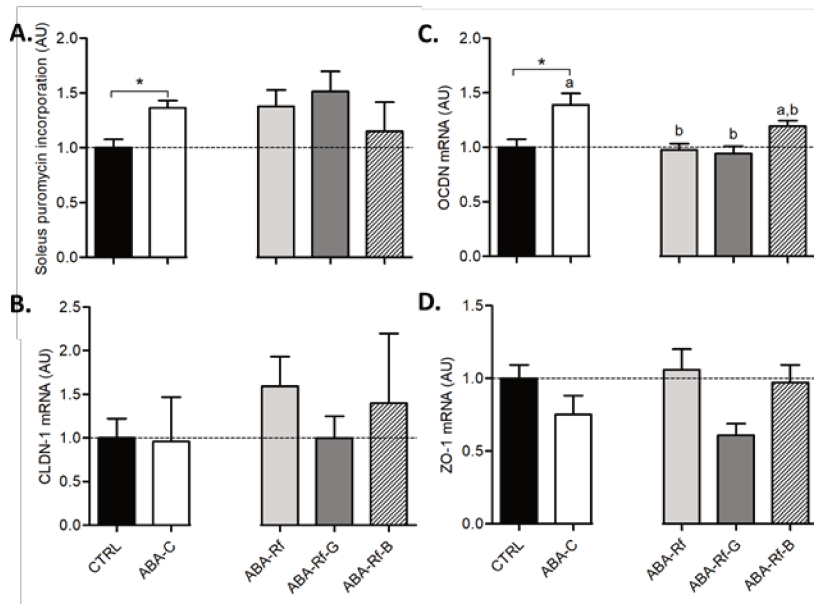 A.
Soleus puromycin incorporation (AU)
2.0
1.5
1.0
0.5
0.0
*
C.
OCDN mRNA (AU)
2.0
1.5
1.0
0.5
0.0
*
a
b
b
a,b
B.
CLDN-1 mRNA (AU)
2.5
2.0
1.5
1.0
0.5
0.0
CTRL
ABA-C
ABA-Rf
ABA-Rf-G
ABA-Rf-B
D.
ZO-1 mRNA (AU)
1.5
1.0
0.5
0.0
CTRL
ABA-C
ABA-Rf
ABA-Rf-G
ABA-Rf-B